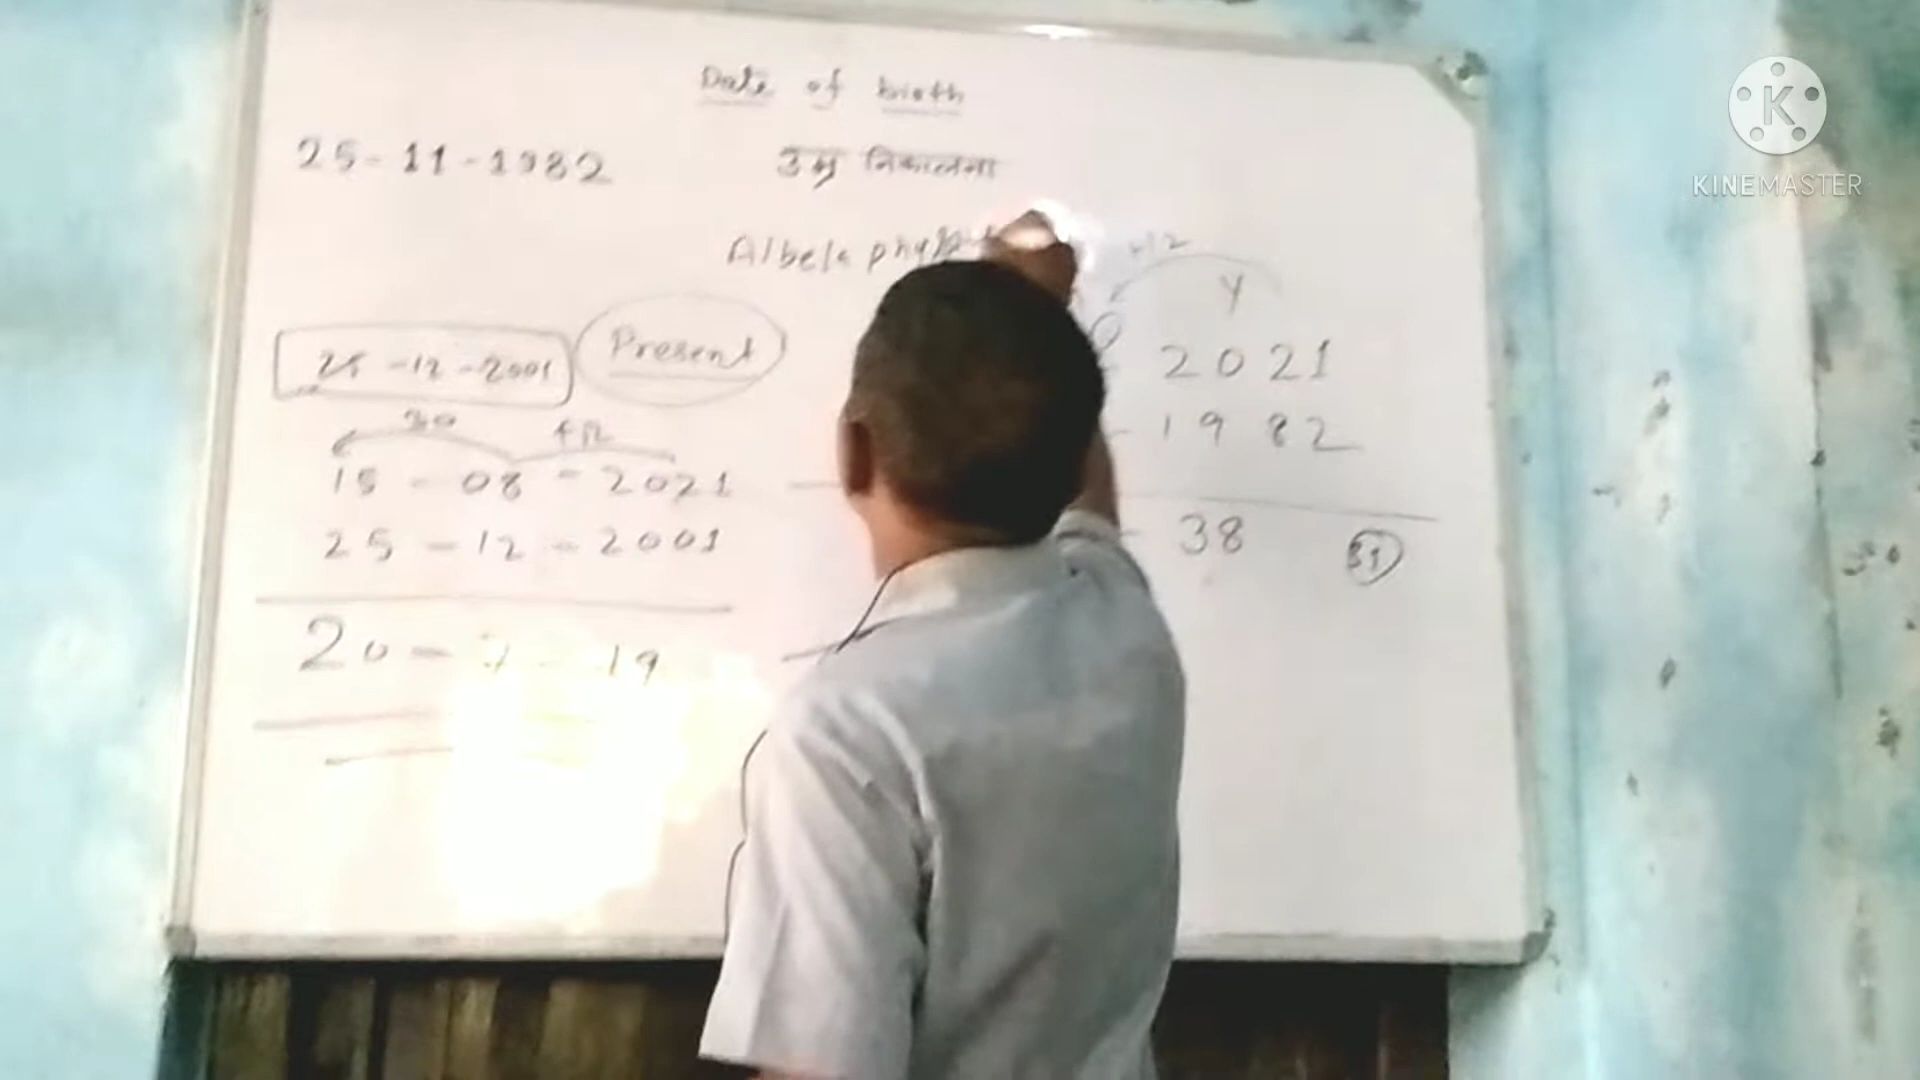 Date of birth
25-11-1982
उम्र निकालना
Albela
+12
Y
25-12-2001
Present
30
+12
15 - 08 - 2021
25 - 12 - 2001
20 - 7 - 19
2021
- 1982
- 38
KINEMASTER